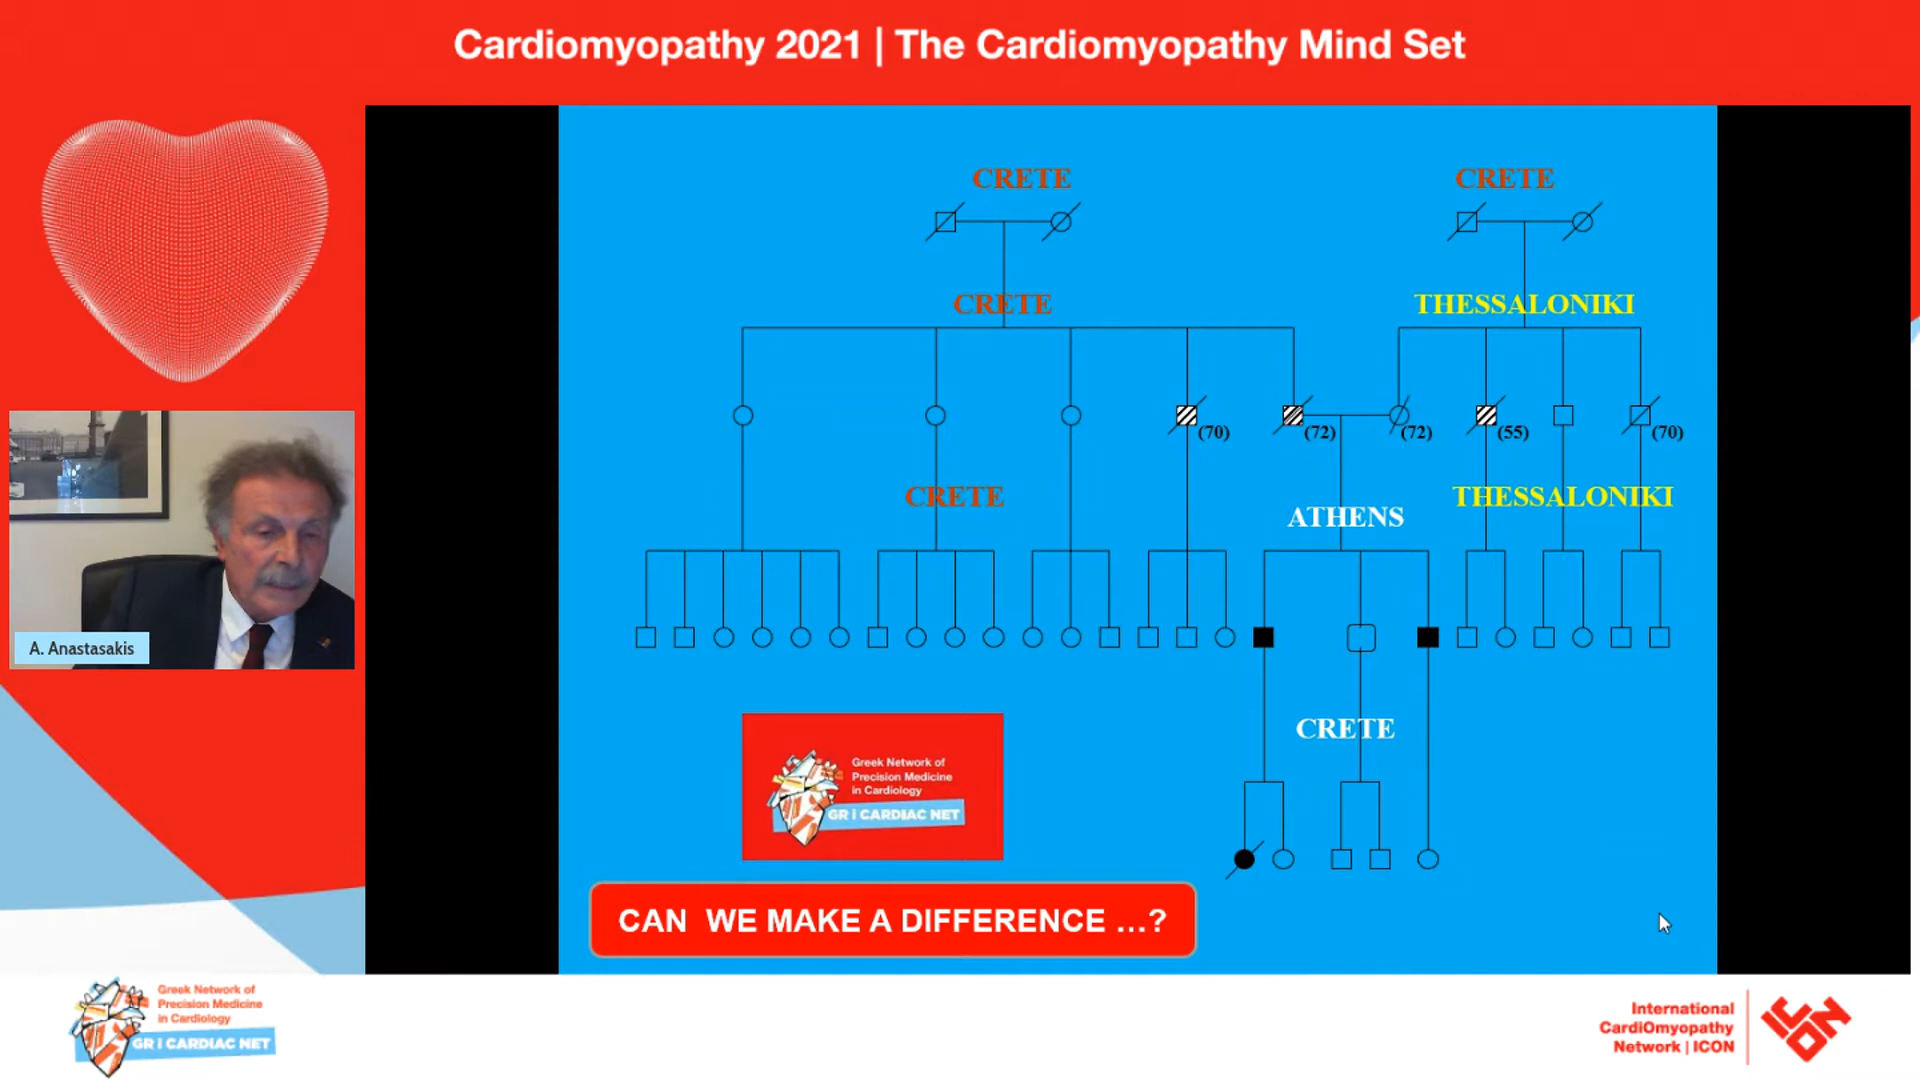 Cardiomyopathy 2021 | The Cardiomyopathy Mind Set
CRETE
CRETE
CRETE
THESSALONIKI
(70)
(72)
(72)
(55)
(70)
CRETE
ATHENS
THESSALONIKI
A. Anastasakis
CRETE
Greek Network of
Precision Medicine
in Cardiology
GR i CARDIAC NET
CAN WE MAKE A DIFFERENCE ...?
Greek Network of
Precision Medicine
in Cardiology
GR i CARDIAC NET
International
CardiOmyopathy
Network | ICON
ICON